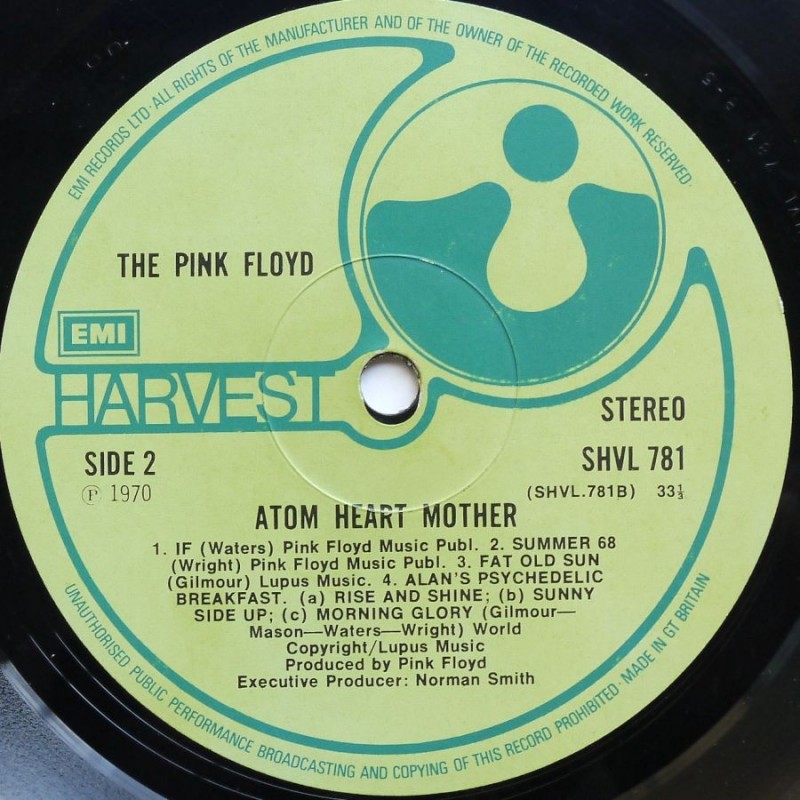 EMI RECORDS LTD·ALL RIGHTS OF THE MANUFACTURER AND OF THE OWNER OF THE RECORDED WORK RESERVED·
THE PINK FLOYD
EMI
HARVEST
STEREO
SIDE 2
SHVL 781
Ⓟ 1970
(SHVL.781B) 33⅓
ATOM HEART MOTHER
1. IF (Waters) Pink Floyd Music Publ. 2. SUMMER 68
(Wright) Pink Floyd Music Publ. 3. FAT OLD SUN
(Gilmour) Lupus Music. 4. ALAN'S PSYCHEDELIC
BREAKFAST. (a) RISE AND SHINE; (b) SUNNY
SIDE UP; (c) MORNING GLORY (Gilmour—
Mason—Waters—Wright) World
Copyright/Lupus Music
Produced by Pink Floyd
Executive Producer: Norman Smith
UNAUTHORISED PUBLIC PERFORMANCE BROADCASTING AND COPYING OF THIS RECORD PROHIBITED·MADE IN GT BRITAIN